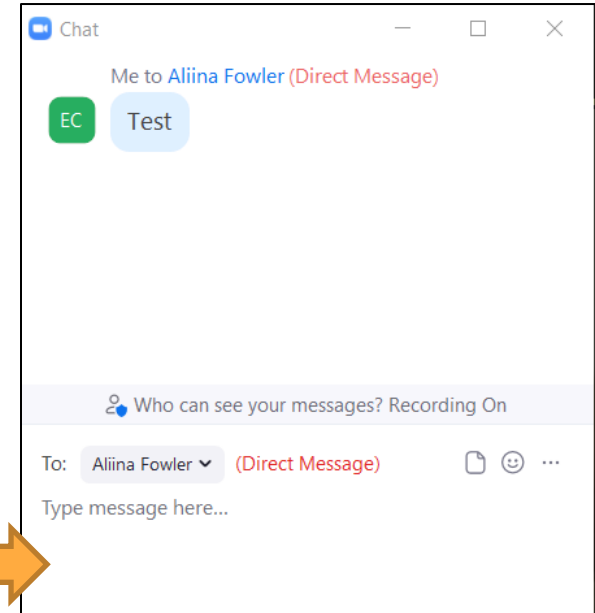 Chat
Me to Aliina Fowler (Direct Message)
EC
Test
Who can see your messages? Recording On
To: Aliina Fowler (Direct Message)
Type message here...